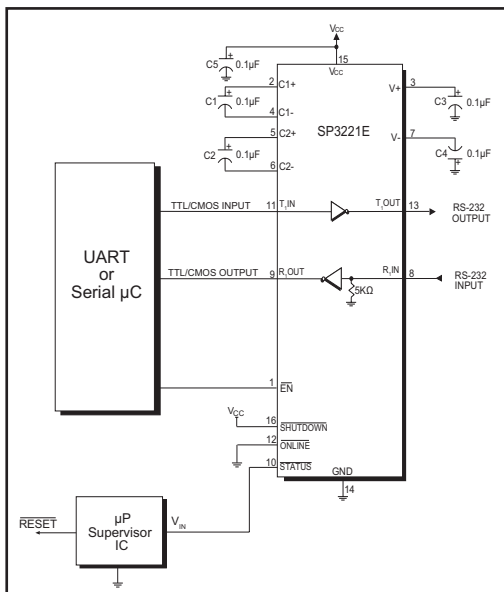 VCC
15
VCC
C5
+
0.1µF
2
C1+
V+
3
C1
+
0.1µF
C3
+
0.1µF
4
C1-
5
C2+
SP3221E
C2
+
0.1µF
V-
7
C4
+
0.1µF
6
C2-
UART
or
Serial µC
TTL/CMOS INPUT
11
T1IN
T1OUT
13
RS-232
OUTPUT
TTL/CMOS OUTPUT
9
R1OUT
R1IN
8
RS-232
INPUT
5KΩ
1
EN
VCC
16
SHUTDOWN
12
ONLINE
10
STATUS
GND
14
RESET
µP
Supervisor
IC
VIN